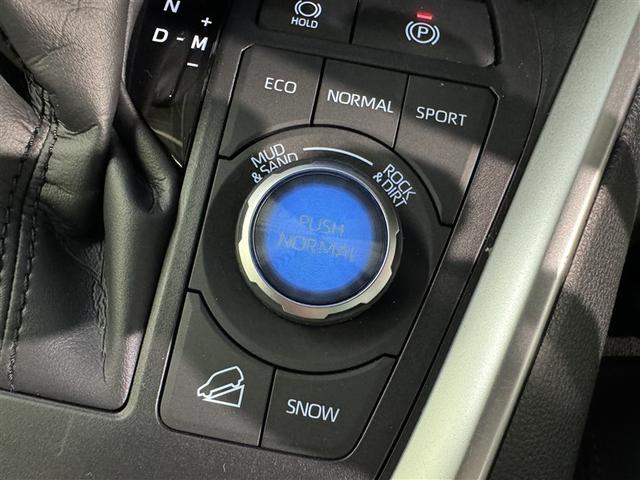 N
+
D - M
–
HOLD
(P)
ECO
NORMAL
SPORT
MUD
& SAND
ROCK
& DIRT
PUSH
NORMAL
SNOW